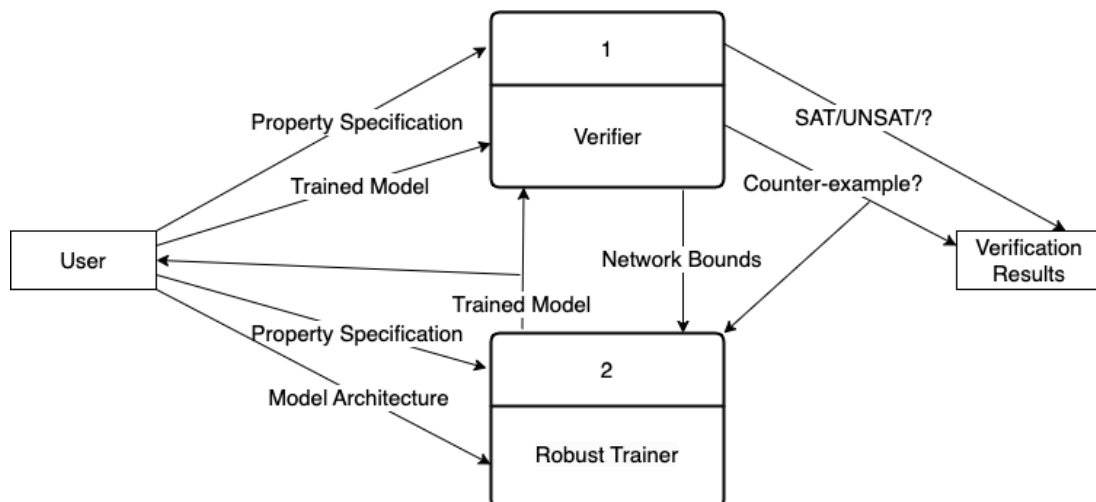 1
Property Specification
SAT/UNSAT/?
Verifier
Trained Model
Counter-example?
User
Verification
Results
Network Bounds
Trained Model
Property Specification
2
Model Architecture
Robust Trainer